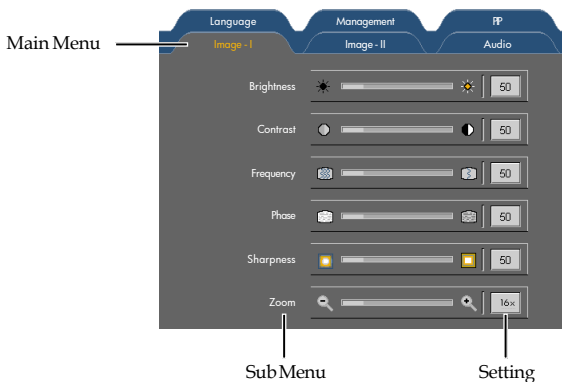 Language Management PIP
Main Menu Image - I Image - II Audio
Brightness 50
Contrast 50
Frequency 50
Phase 50
Sharpness 50
Zoom 16x
Sub Menu Setting